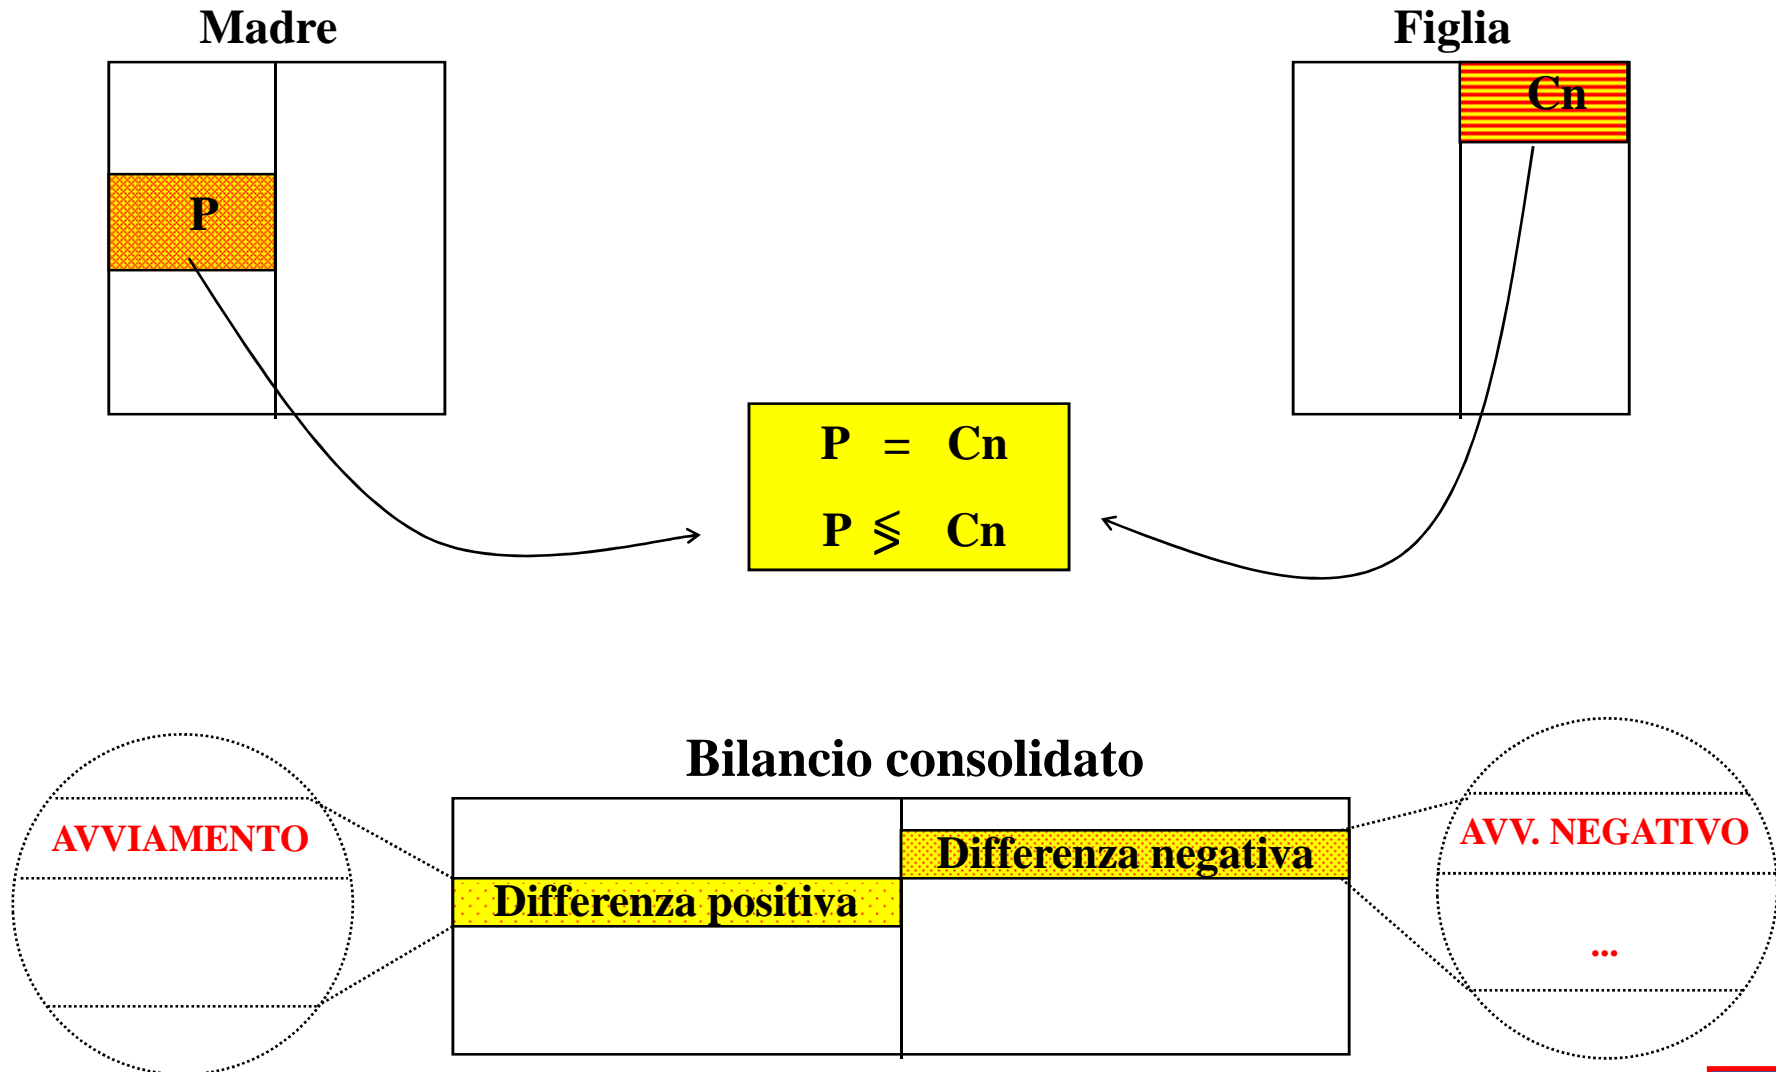 Madre
Figlia
Cn
P
P = Cn
P ≶ Cn
Bilancio consolidato
AVVIAMENTO
Differenza negativa
AVV. NEGATIVO
Differenza positiva
...